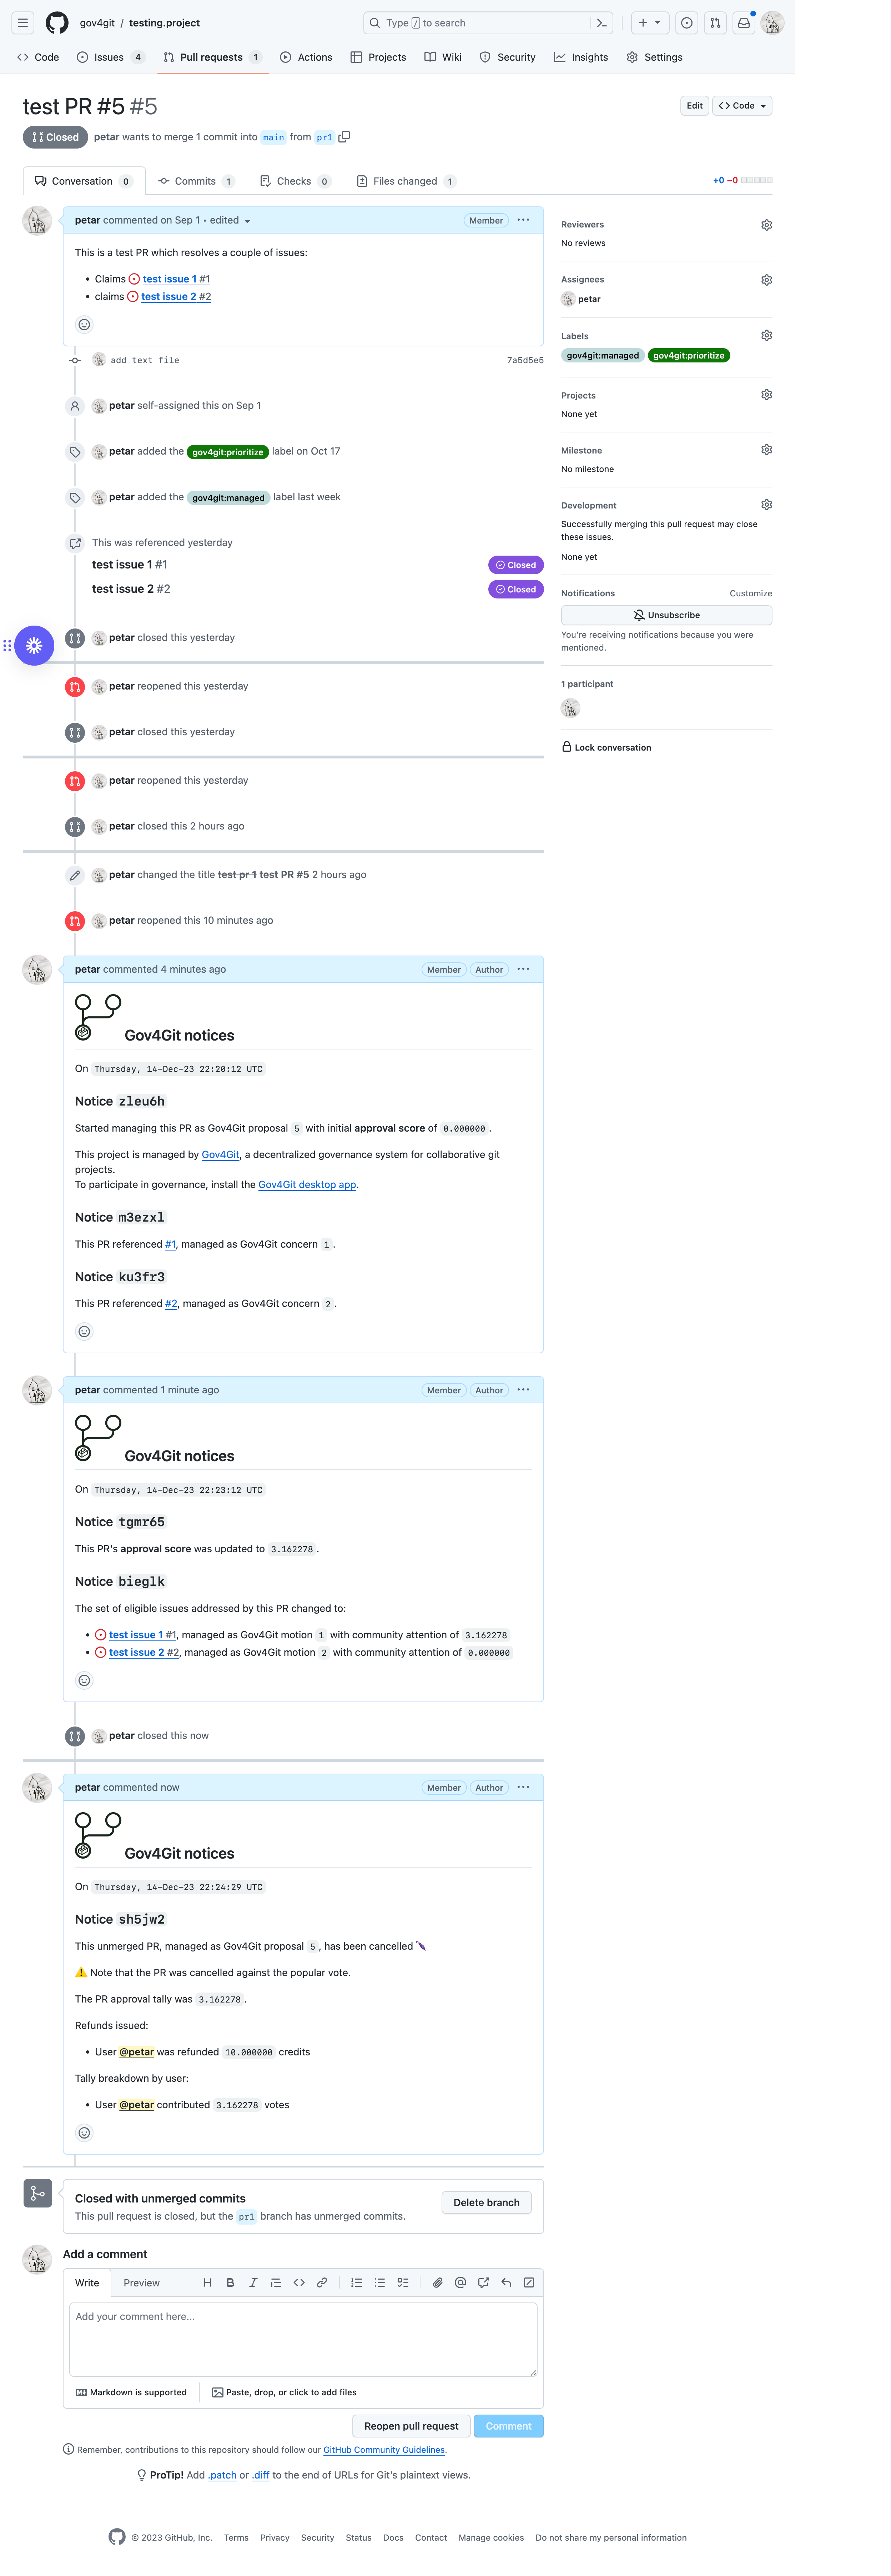 gov4git / testing.project
Type / to search
Code
Issues 4
Pull requests 1
Actions
Projects
Wiki
Security
Insights
Settings
test PR #5 #5
Edit
<> Code
Closed
petar wants to merge 1 commit into main from pr1
Conversation 0
Commits 1
Checks 0
Files changed 1
+0 −0
petar commented on Sep 1 • edited
Member
This is a test PR which resolves a couple of issues:
• Claims test issue 1 #1
• claims test issue 2 #2
add text file 7a5d5e5
petar self-assigned this on Sep 1
petar added the gov4git:prioritize label on Oct 17
petar added the gov4git:managed label last week
This was referenced yesterday
test issue 1 #1 Closed
test issue 2 #2 Closed
petar closed this yesterday
petar reopened this yesterday
petar closed this yesterday
petar reopened this yesterday
petar closed this 2 hours ago
petar changed the title test pr 1 test PR #5 2 hours ago
petar reopened this 10 minutes ago
petar commented 4 minutes ago
Member Author
Gov4Git notices
On Thursday, 14-Dec-23 22:20:12 UTC
Notice zleu6h
Started managing this PR as Gov4Git proposal 5 with initial approval score of 0.000000.
This project is managed by Gov4Git, a decentralized governance system for collaborative git
projects.
To participate in governance, install the Gov4Git desktop app.
Notice m3ezxl
This PR referenced #1, managed as Gov4Git concern 1.
Notice ku3fr3
This PR referenced #2, managed as Gov4Git concern 2.
petar commented 1 minute ago
Member Author
Gov4Git notices
On Thursday, 14-Dec-23 22:23:12 UTC
Notice tgmr65
This PR's approval score was updated to 3.162278.
Notice bieglk
The set of eligible issues addressed by this PR changed to:
• test issue 1 #1, managed as Gov4Git motion 1 with community attention of 3.162278
• test issue 2 #2, managed as Gov4Git motion 2 with community attention of 0.000000
petar closed this now
petar commented now
Member Author
Gov4Git notices
On Thursday, 14-Dec-23 22:24:29 UTC
Notice sh5jw2
This unmerged PR, managed as Gov4Git proposal 5, has been cancelled
⚠️ Note that the PR was cancelled against the popular vote.
The PR approval tally was 3.162278.
Refunds issued:
• User @petar was refunded 10.000000 credits
Tally breakdown by user:
• User @petar contributed 3.162278 votes
Closed with unmerged commits
This pull request is closed, but the pr1 branch has unmerged commits.
Delete branch
Add a comment
Write Preview
Add your comment here...
Markdown is supported
Paste, drop, or click to add files
Reopen pull request
Comment
Remember, contributions to this repository should follow our GitHub Community Guidelines.
ProTip! Add .patch or .diff to the end of URLs for Git's plaintext views.
Reviewers
No reviews
Assignees
petar
Labels
gov4git:managed gov4git:prioritize
Projects
None yet
Milestone
No milestone
Development
Successfully merging this pull request may close
these issues.
None yet
Notifications Customize
Unsubscribe
You're receiving notifications because you were
mentioned.
1 participant
Lock conversation
© 2023 GitHub, Inc. Terms Privacy Security Status Docs Contact Manage cookies Do not share my personal information